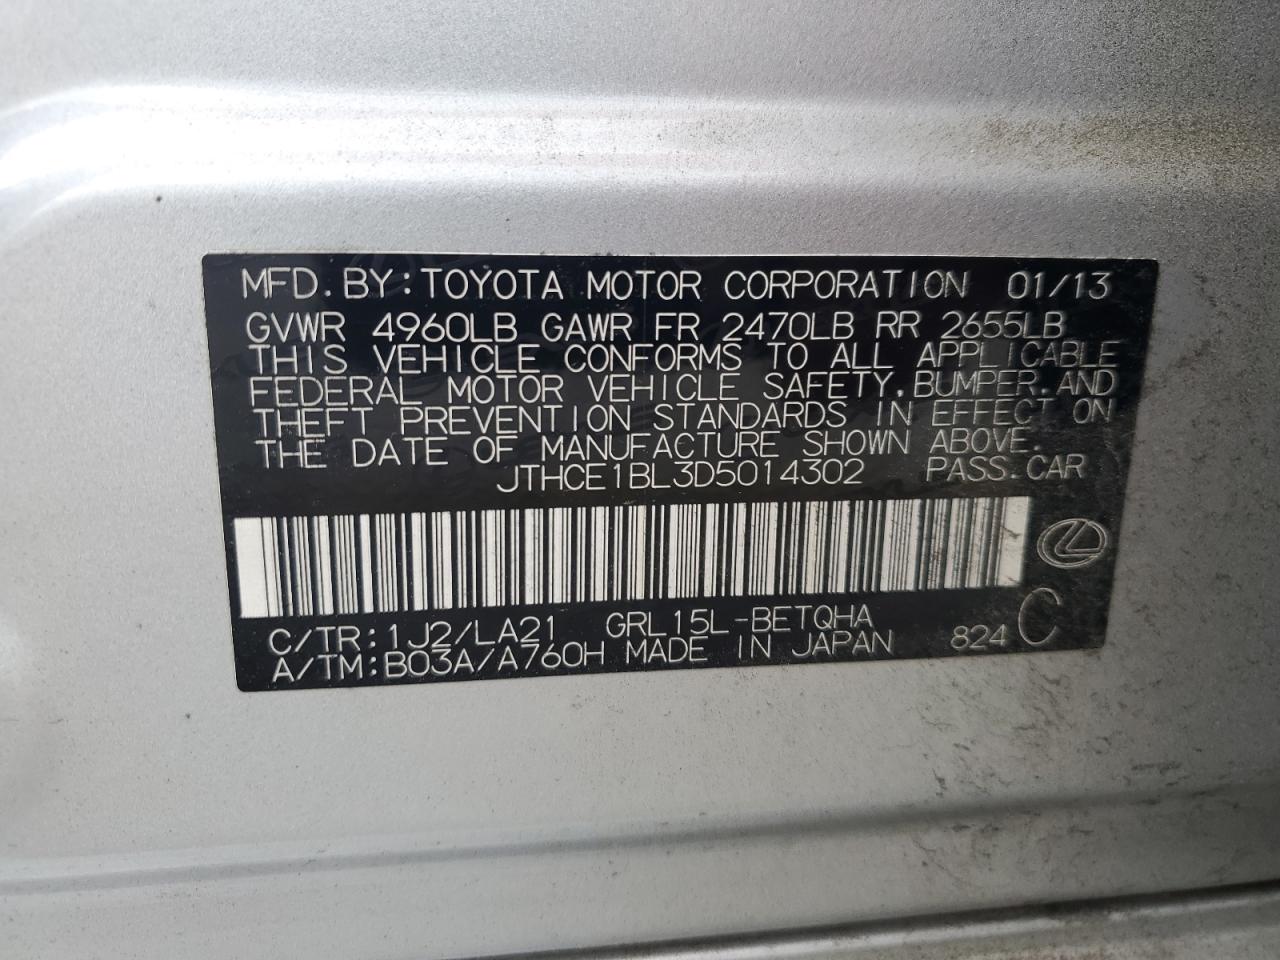 MFD. BY: TOYOTA MOTOR CORPORATION 01/13
GVWR 4960LB GAWR FR 2470LB RR 2655LB
THIS VEHICLE CONFORMS TO ALL APPLICABLE
FEDERAL MOTOR VEHICLE SAFETY, BUMPER, AND
THEFT PREVENTION STANDARDS IN EFFECT ON
THE DATE OF MANUFACTURE SHOWN ABOVE.
JTHCE1BL3D5014302 PASS. CAR
C/TR: 1J2/LA21 GRL15L-BETQHA
A/TM: B03A/A760H MADE IN JAPAN 824 C